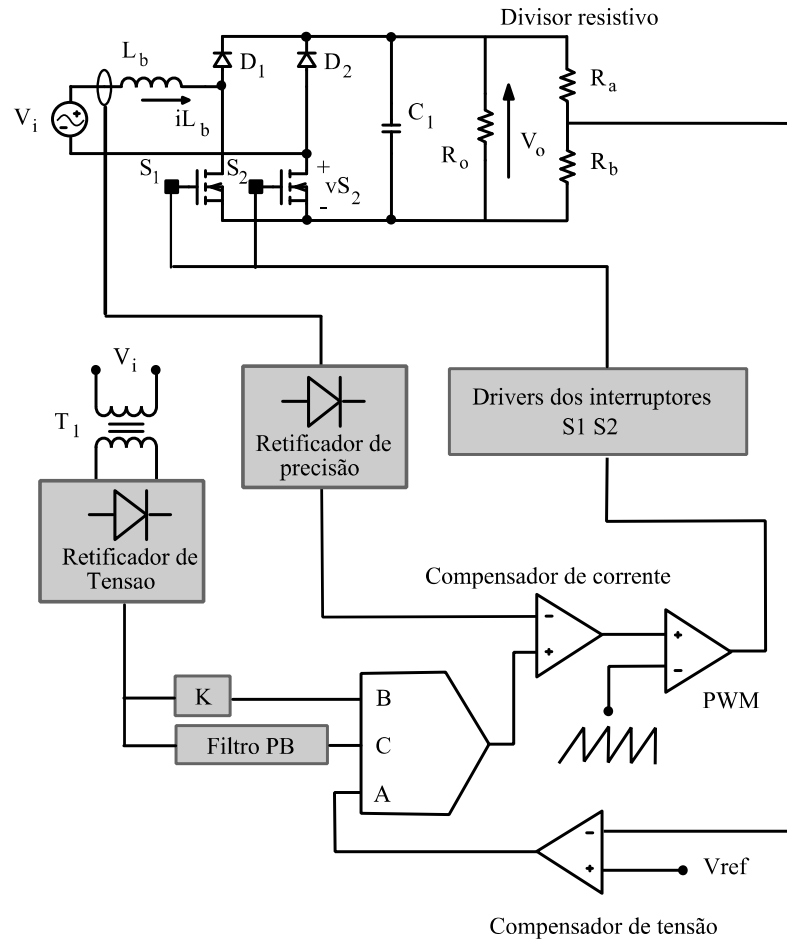 Divisor resistivo
L b
D 1
D 2
R a
V i
+
-
iL b
C 1
R o
V o
R b
S 1
S 2
+
vS 2
-
V i
T 1
Retificador de
precisão
Drivers dos interruptores
S1 S2
Retificador de
Tensao
Compensador de corrente
-
+
+
-
PWM
K
B
Filtro PB
C
A
-
+
Vref
Compensador de tensão